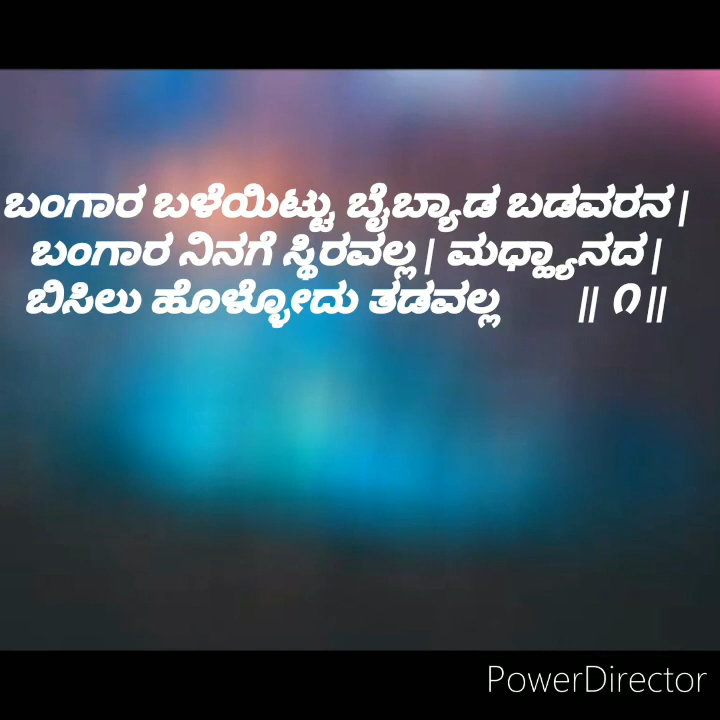 ಬಂಗಾರ ಬಳೆಯಿಟ್ಟು ಬೈಬ್ಯಾಡ ಬಡವರನ|
ಬಂಗಾರ ನಿನಗೆ ಸ್ಥಿರವಲ್ಲ| ಮಧ್ಹ್ಯಾನದ|
ಬಿಸಿಲು ಹೊಳ್ಳೋದು ತಡವಲ್ಲ || ೧ ||
PowerDirector